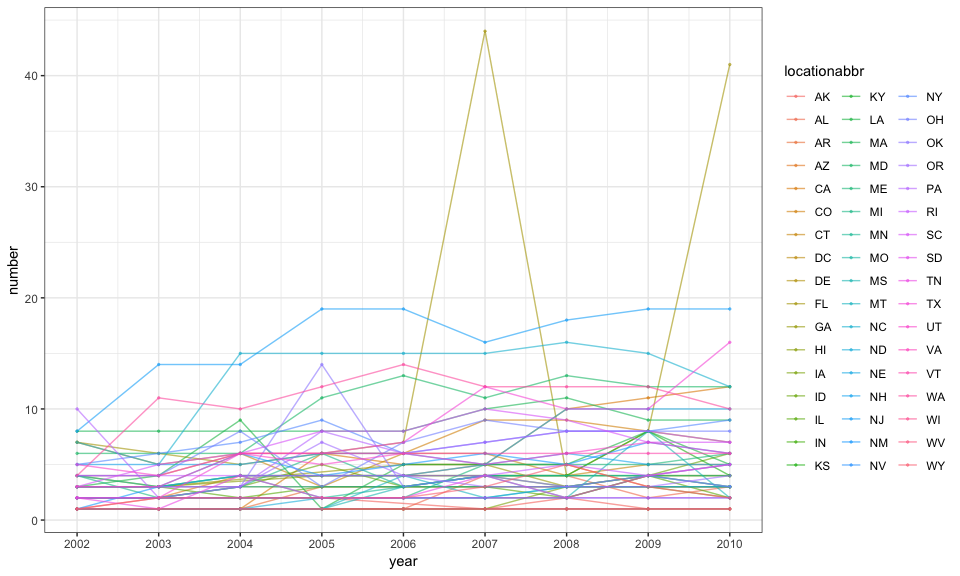 number
40
30
20
10
0
2002 2003 2004 2005 2006 2007 2008 2009 2010
year
locationabbr
AK KY NY
AL LA OH
AR MA OK
AZ MD OR
CA ME PA
CO MI RI
CT MN SC
DC MO SD
DE MS TN
FL MT TX
GA NC UT
HI ND VA
IA NE VT
ID NH WA
IL NJ WI
IN NM WV
KS NV WY